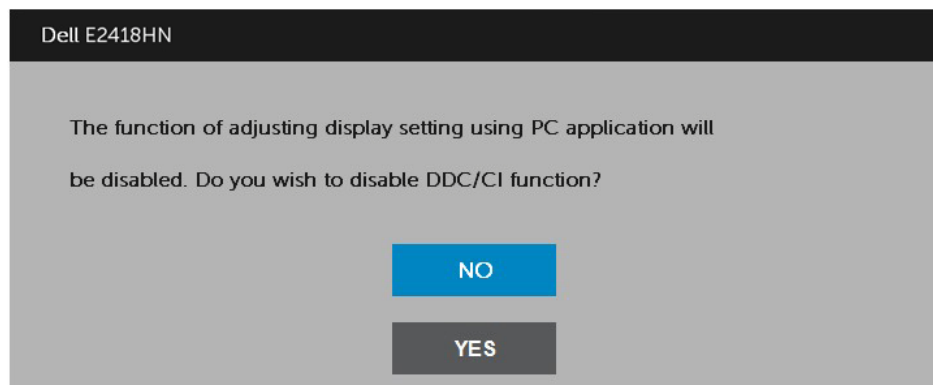 Dell E2418HN
The function of adjusting display setting using PC application will
be disabled. Do you wish to disable DDC/CI function?
NO
YES